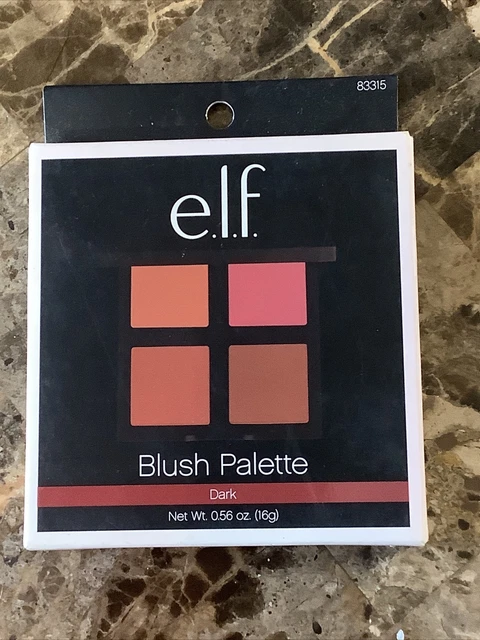 83315
e.l.f.
Blush Palette
Dark
Net Wt. 0.56 oz. (16g)